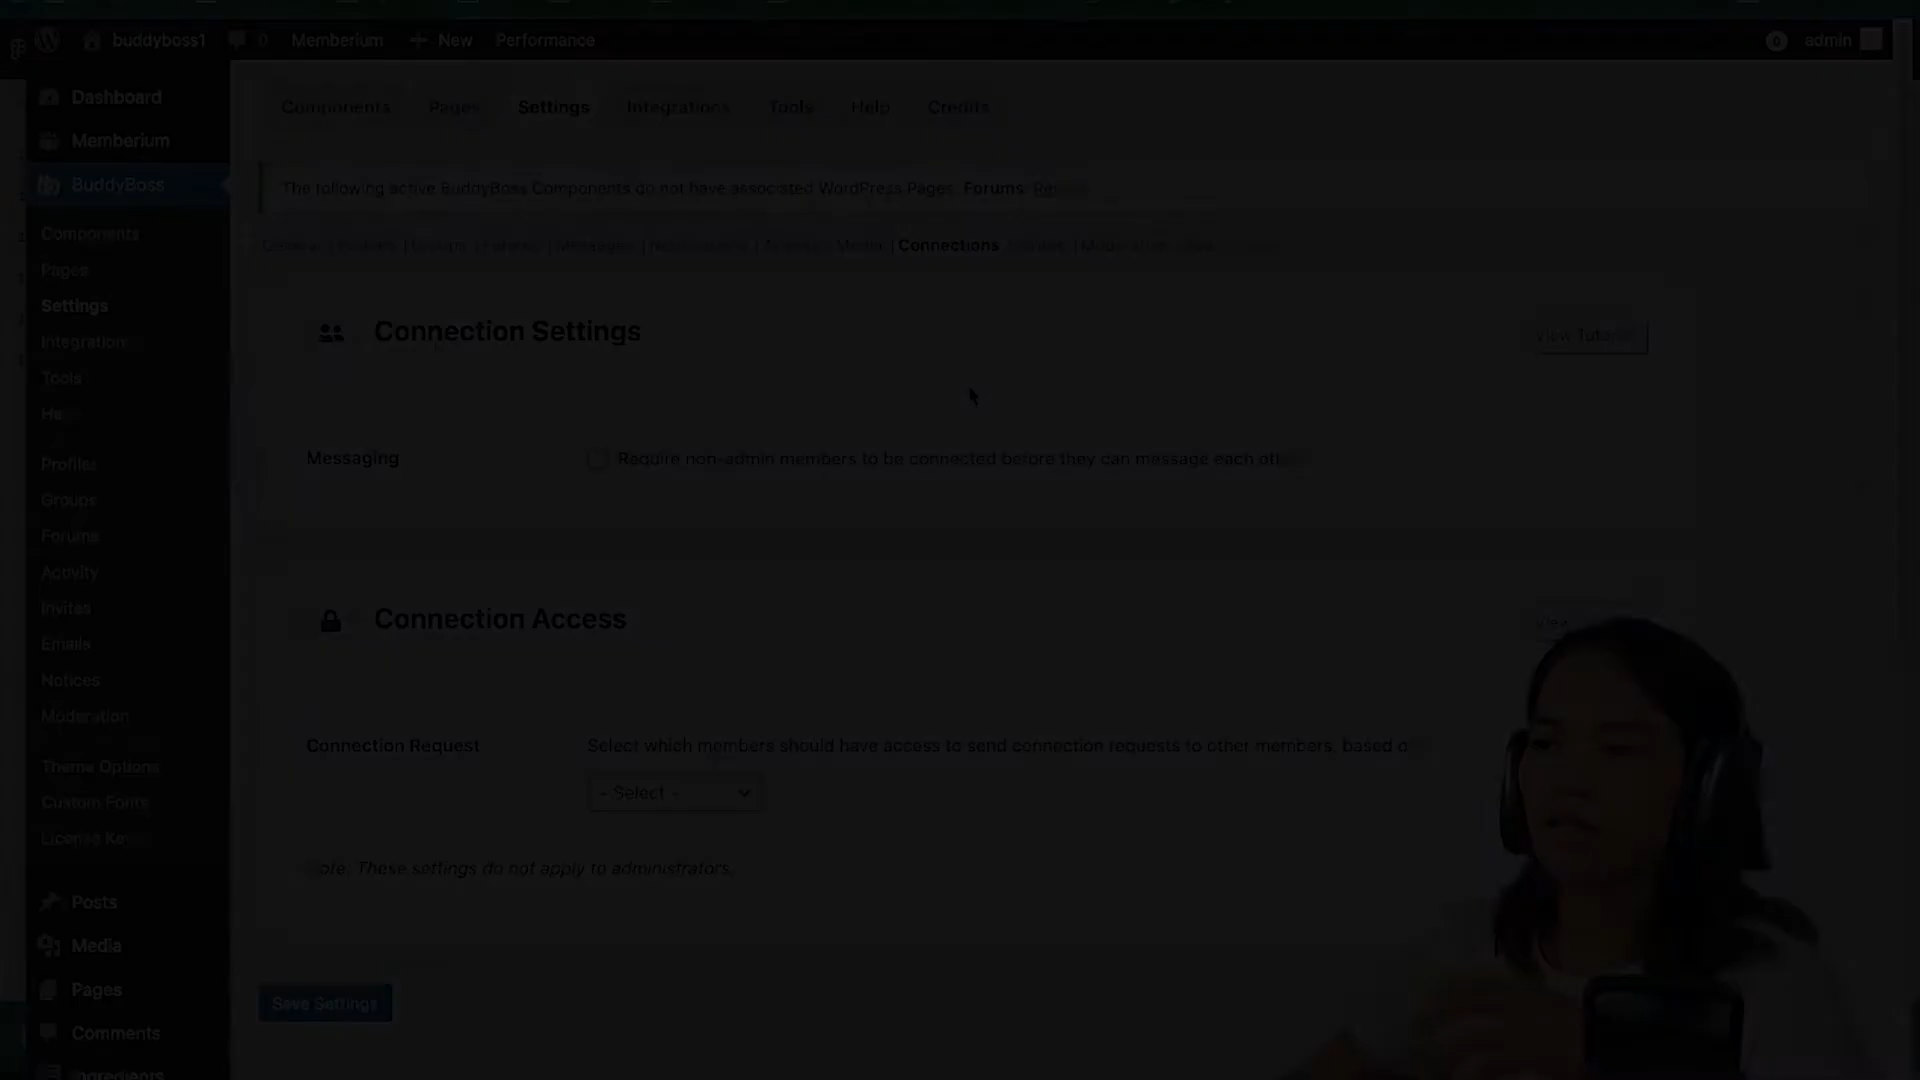 buddyboss1 0 Memberium + New Performance admin
Dashboard
Memberium
BuddyBoss
Components
Pages
Settings
Integration
Tools
Profiles
Groups
Forums
Activity
Invites
Emails
Notices
Moderation
Theme Options
Custom Fonts
License
Posts
Media
Pages
Comments
Components Pages Settings Integrations Tools Help Credits
The following active BuddyBoss Components do not have associated WordPress Pages: Forums.
Media | Connections
Connection Settings
View
Messaging
Require non-admin members to be connected before they can message each
Connection Access
View
Connection Request
Select which members should have access to send connection requests to other members, based
- Select -
These settings do not apply to administrators.
Save Settings